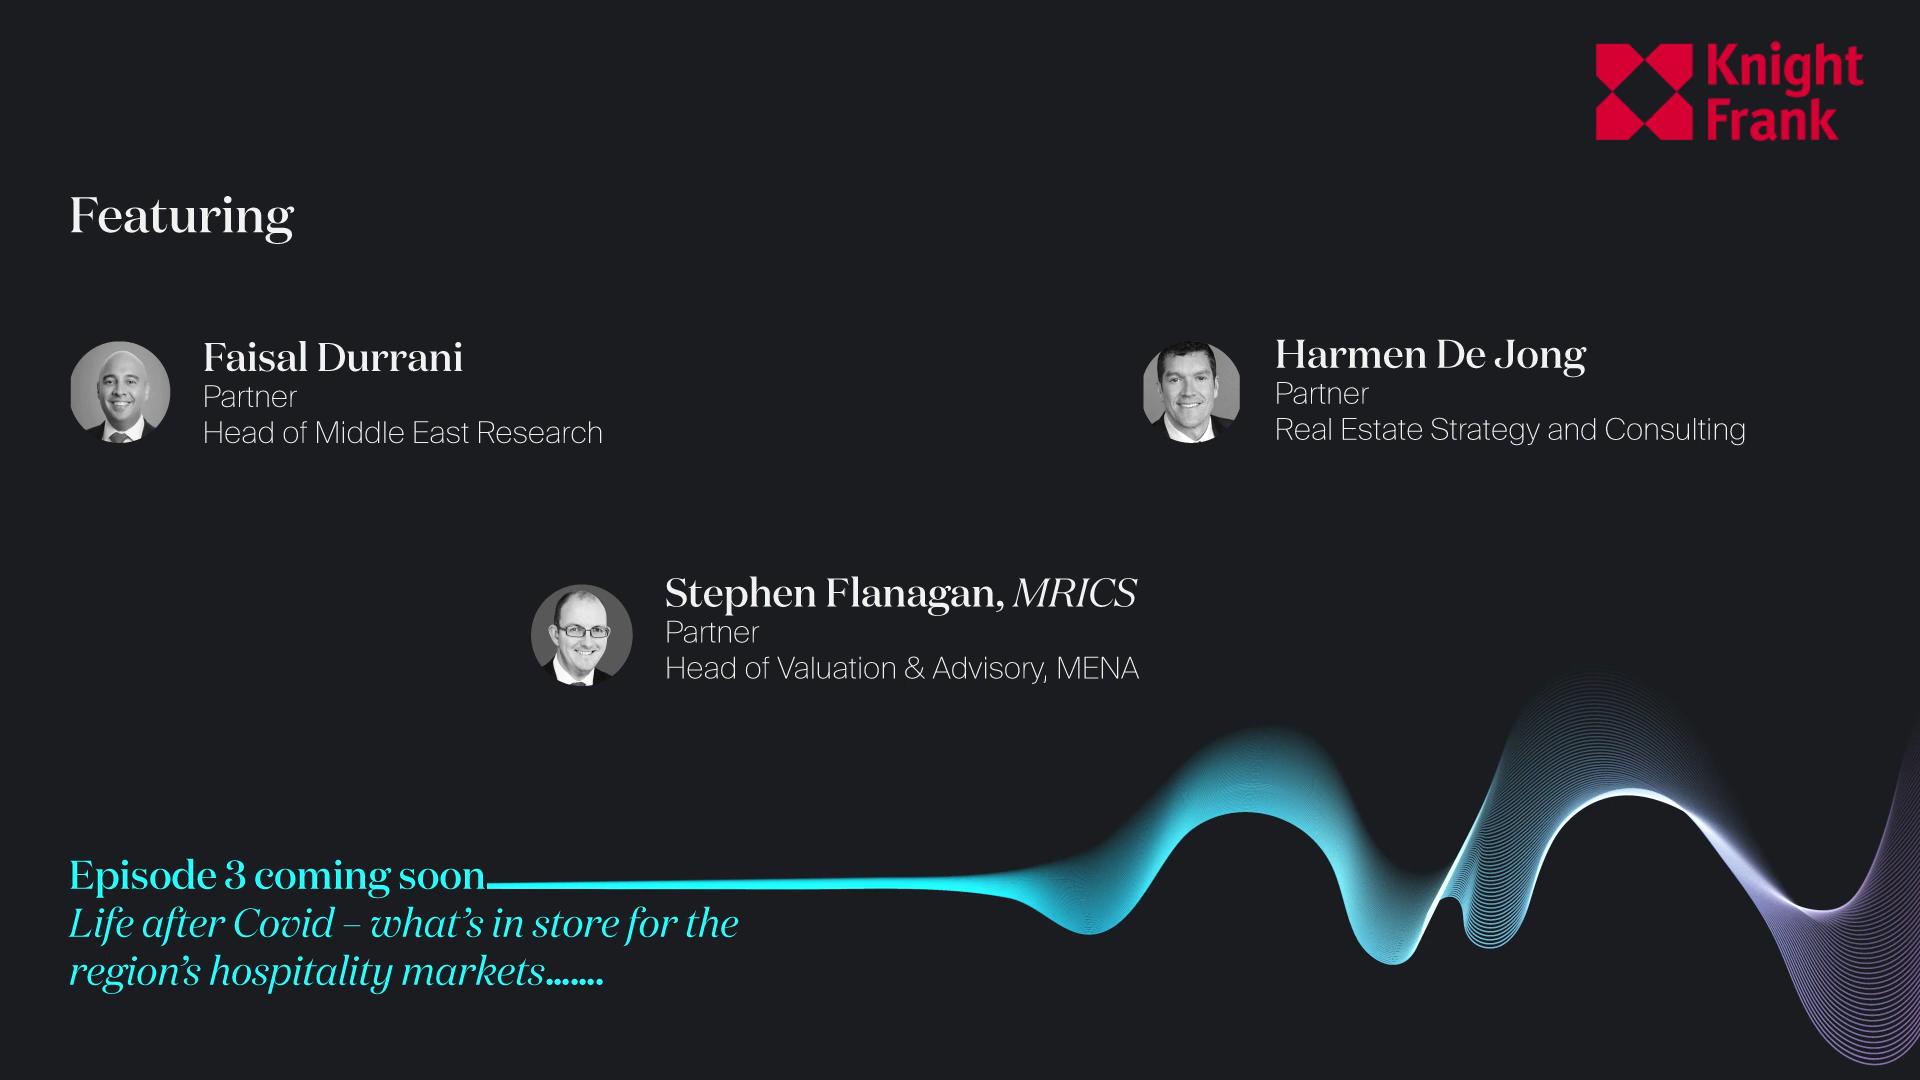 Knight
Frank
Featuring
Faisal Durrani
Partner
Head of Middle East Research
Harmen De Jong
Partner
Real Estate Strategy and Consulting
Stephen Flanagan, MRICS
Partner
Head of Valuation & Advisory, MENA
Episode 3 coming soon
Life after Covid – what’s in store for the
region’s hospitality markets.......